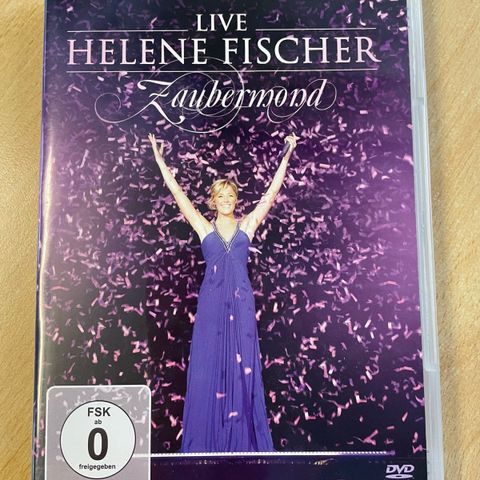 LIVE
HELENE FISCHER
Zaubermond
FSK
ab
0
freigegeben
DVD